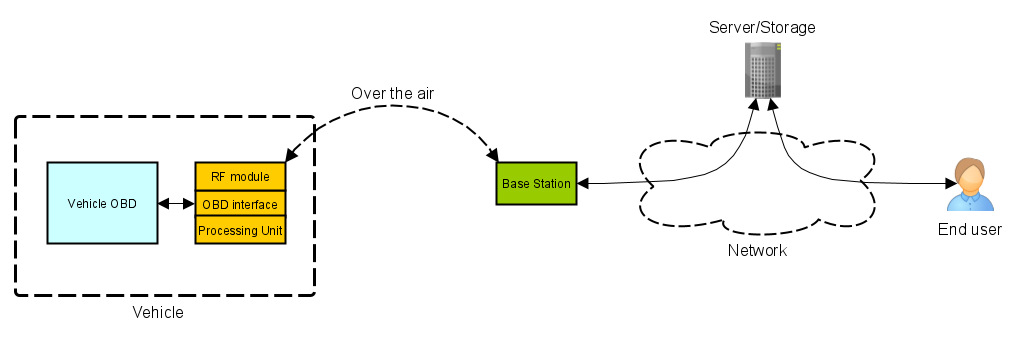 Server/Storage
Over the air
RF module
Vehicle OBD
OBD interface
Processing Unit
Base Station
Network
End user
Vehicle